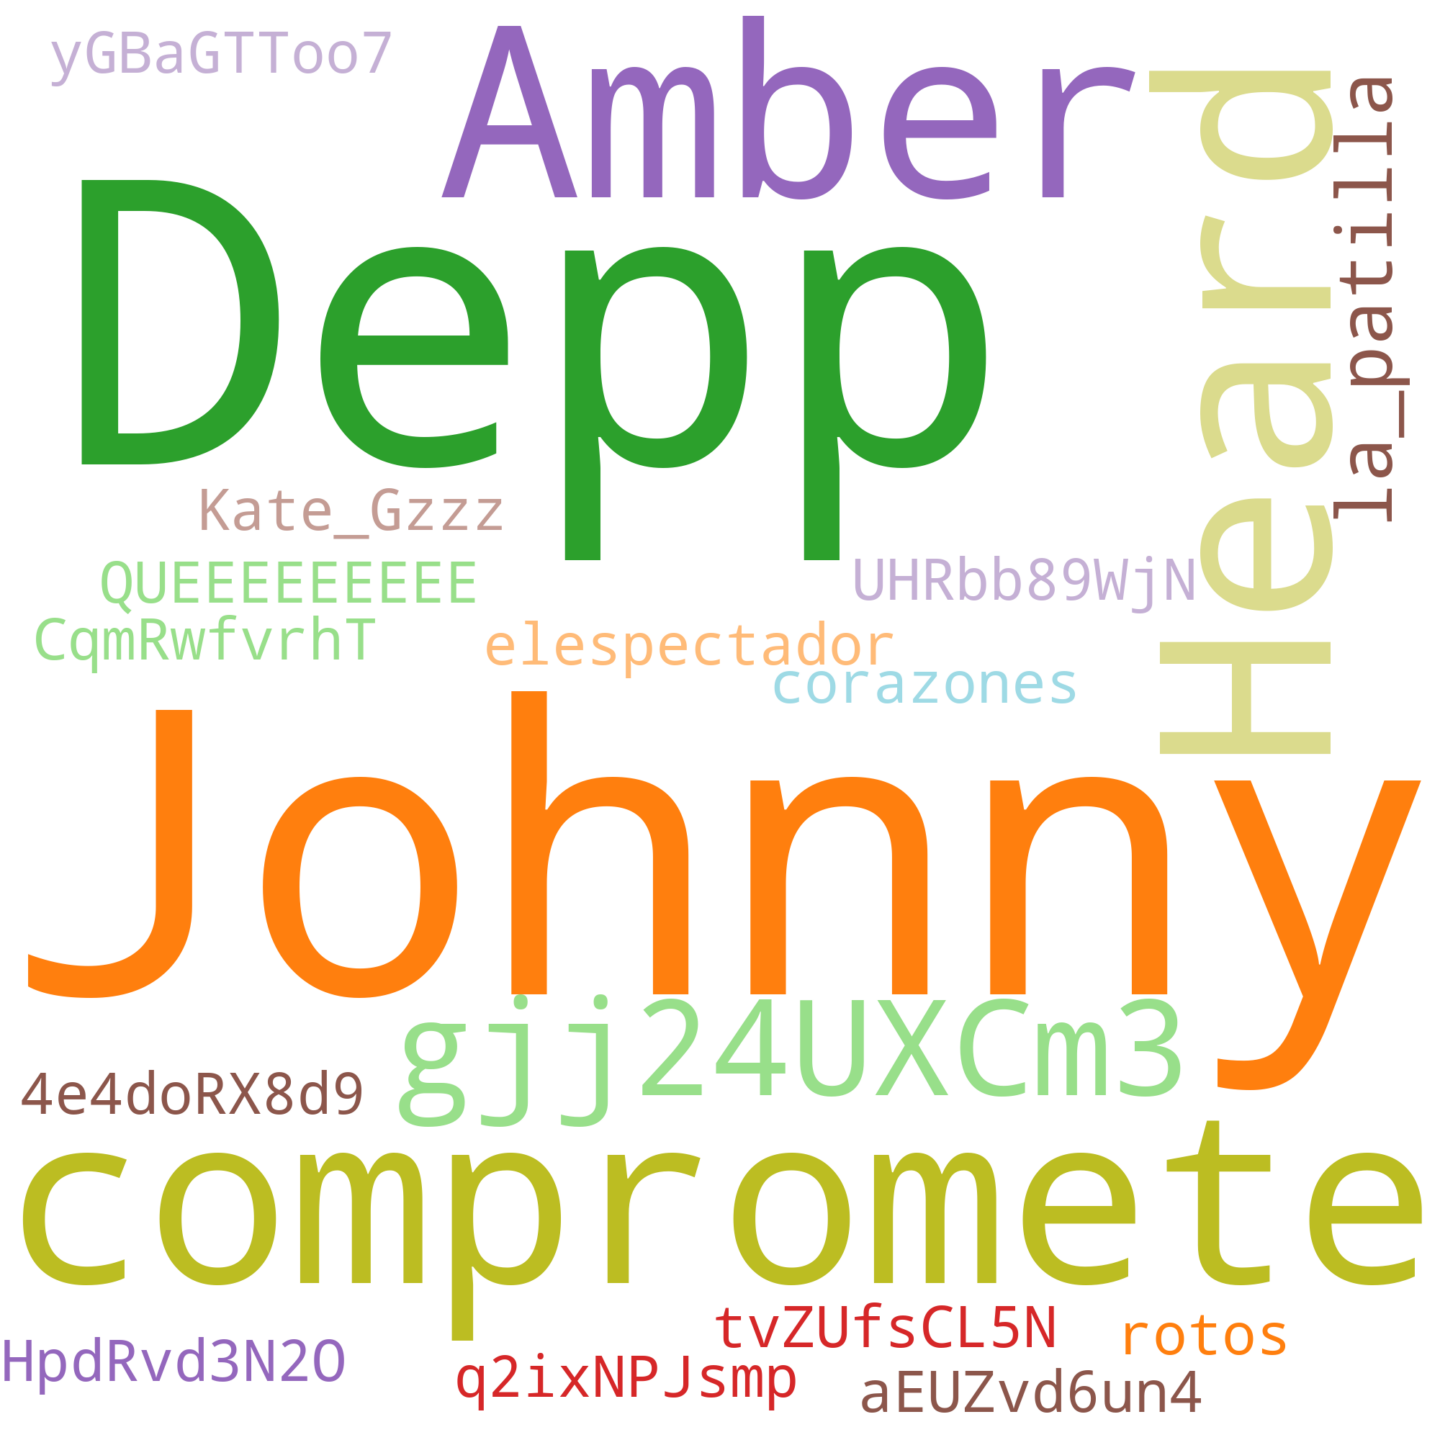 yGBaGTToo7
Amber
Heard
la_patilla
Depp
Kate_Gzzz
QUEEEEEEEEE
UHRbb89WjN
CqmRwfvrhT
elespectador
corazones
Johnny
gjj24UXCm3
4e4doRX8d9
compromete
tvZUfsCL5N
rotos
HpdRvd3N2O
q2ixNPJsmp
aEUZvd6un4